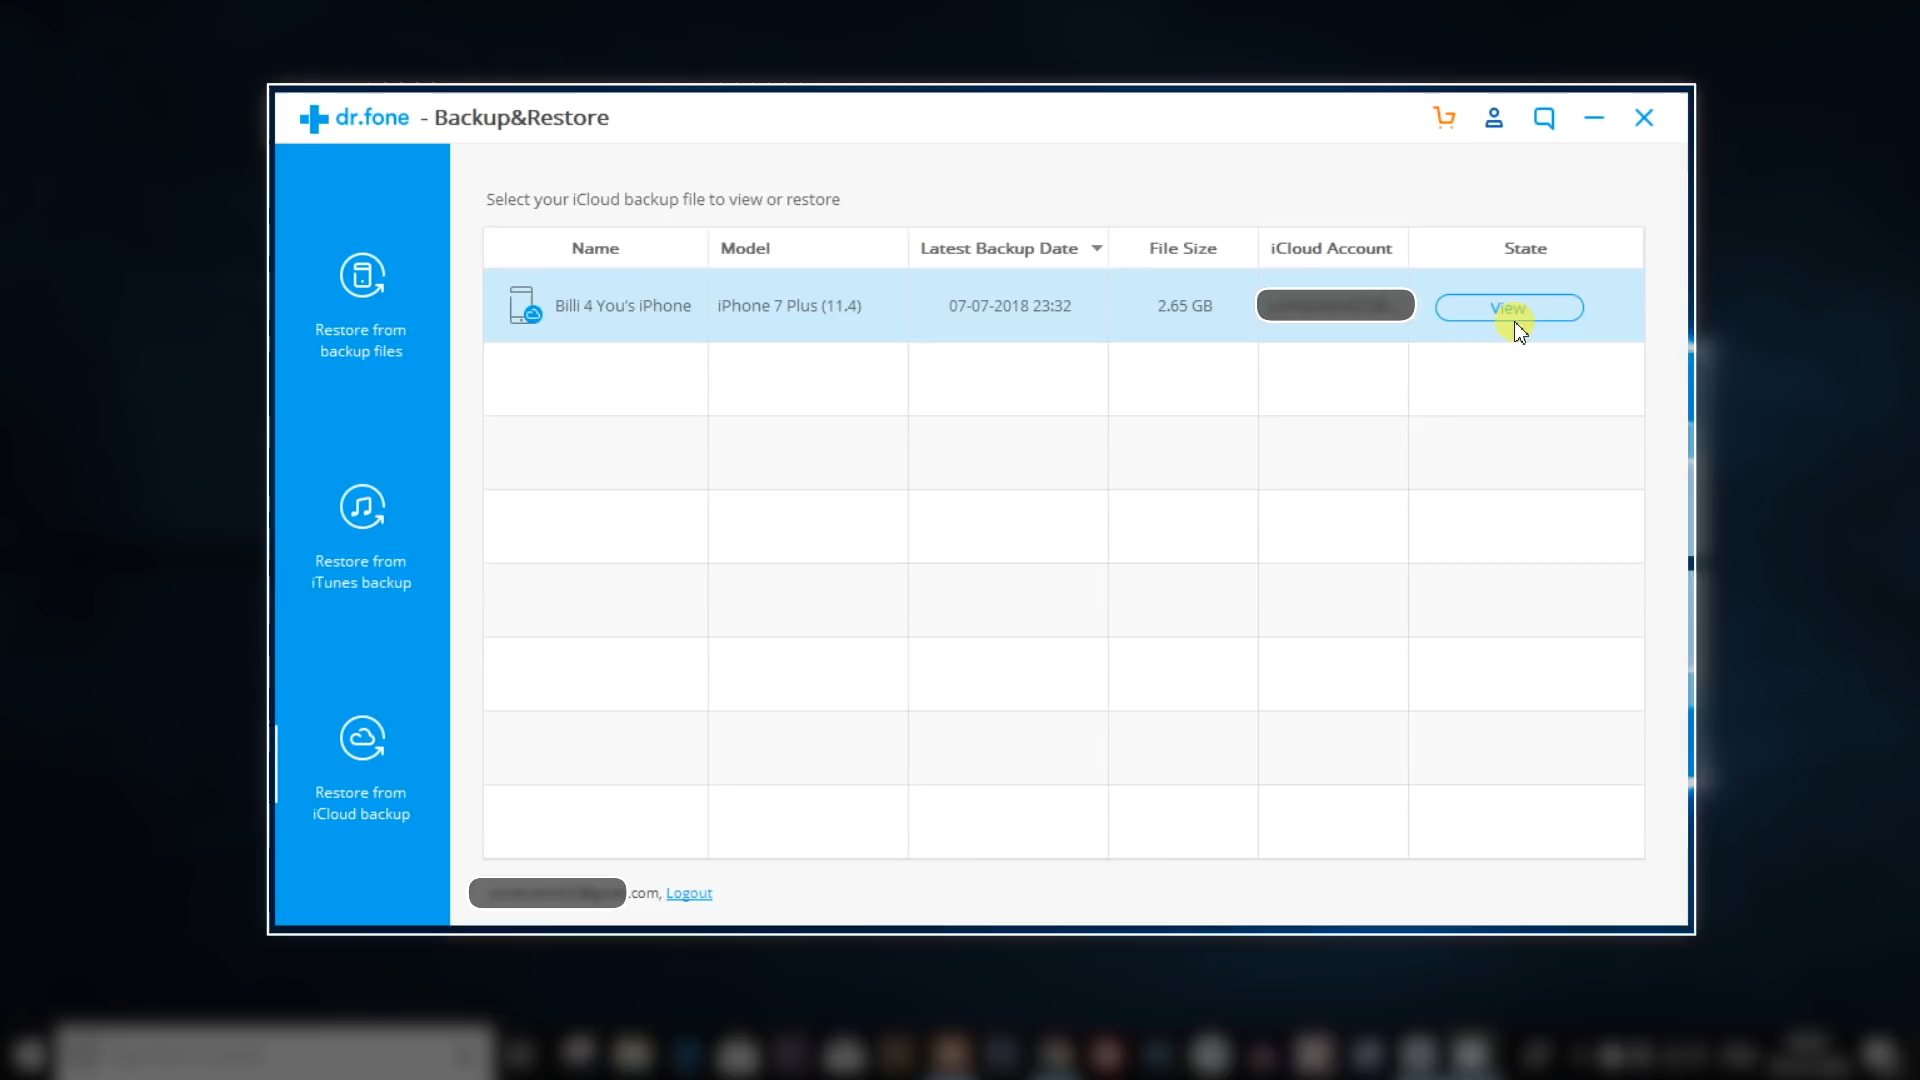 dr.fone - Backup&Restore
Select your iCloud backup file to view or restore
Name Model Latest Backup Date File Size iCloud Account State
Billi 4 You's iPhone iPhone 7 Plus (11.4) 07-07-2018 23:32 2.65 GB View
Restore from
backup files
Restore from
iTunes backup
Restore from
iCloud backup
.com, Logout